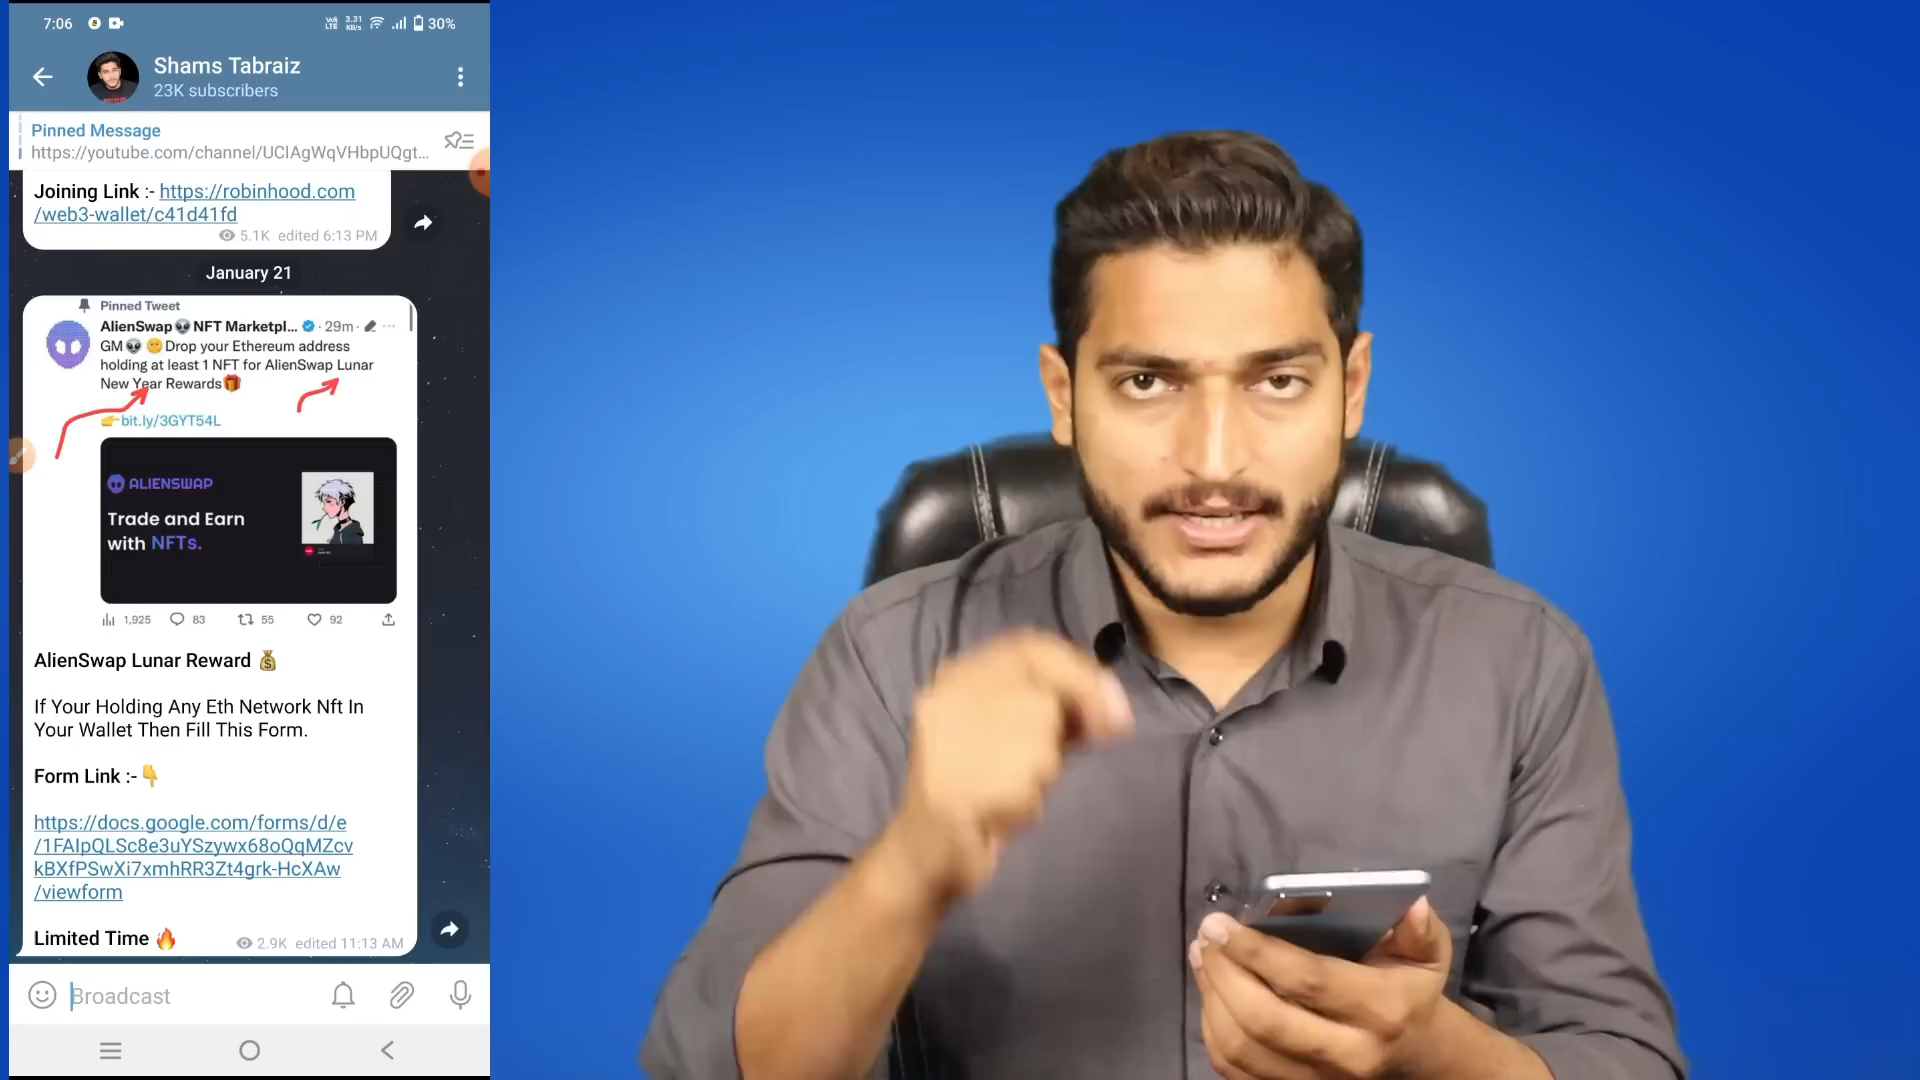 7:06
VoI
LTE
3.31
KB/s
30%
Shams Tabraiz
23K subscribers
Pinned Message
https://youtube.com/channel/UCIAgWqVHbpUQgt...
Joining Link :- https://robinhood.com
/web3-wallet/c41d41fd
5.1K edited 6:13 PM
January 21
Pinned Tweet
AlienSwap👽NFT Marketpl... · 29m ·
GM👽 🌝Drop your Ethereum address
holding at least 1 NFT for AlienSwap Lunar
New Year Rewards🎁
👉bit.ly/3GYT54L
ALIENSWAP
Trade and Earn
with NFTs.
1,925 83 55 92
AlienSwap Lunar Reward 💰
If Your Holding Any Eth Network Nft In
Your Wallet Then Fill This Form.
Form Link :-👇
https://docs.google.com/forms/d/e
/1FAIpQLSc8e3uYSzywx68oQqMZcv
kBXfPSwXi7xmhRR3Zt4grk-HcXAw
/viewform
Limited Time 🔥
2.9K edited 11:13 AM
Broadcast